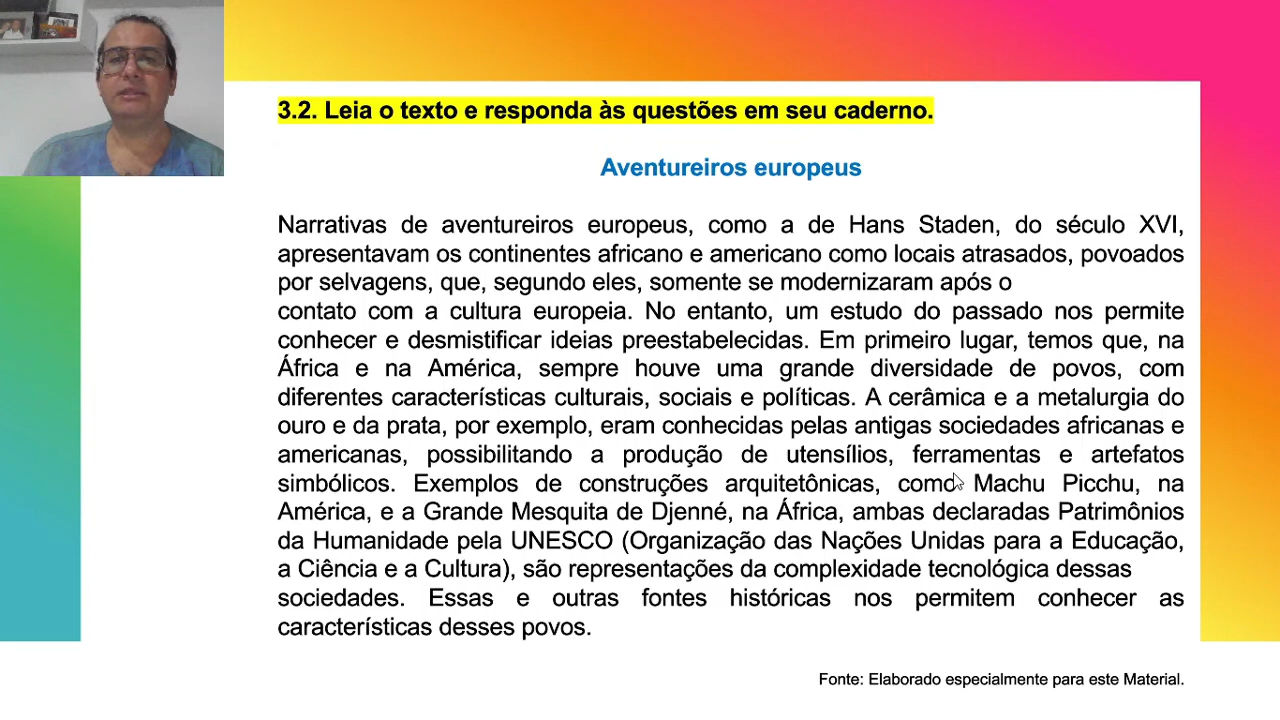 3.2. Leia o texto e responda às questões em seu caderno.
Aventureiros europeus
Narrativas de aventureiros europeus, como a de Hans Staden, do século XVI,
apresentavam os continentes africano e americano como locais atrasados, povoados
por selvagens, que, segundo eles, somente se modernizaram após o
contato com a cultura europeia. No entanto, um estudo do passado nos permite
conhecer e desmistificar ideias preestabelecidas. Em primeiro lugar, temos que, na
África e na América, sempre houve uma grande diversidade de povos, com
diferentes características culturais, sociais e políticas. A cerâmica e a metalurgia do
ouro e da prata, por exemplo, eram conhecidas pelas antigas sociedades africanas e
americanas, possibilitando a produção de utensílios, ferramentas e artefatos
simbólicos. Exemplos de construções arquitetônicas, como Machu Picchu, na
América, e a Grande Mesquita de Djenné, na África, ambas declaradas Patrimônios
da Humanidade pela UNESCO (Organização das Nações Unidas para a Educação,
a Ciência e a Cultura), são representações da complexidade tecnológica dessas
sociedades. Essas e outras fontes históricas nos permitem conhecer as
características desses povos.
Fonte: Elaborado especialmente para este Material.